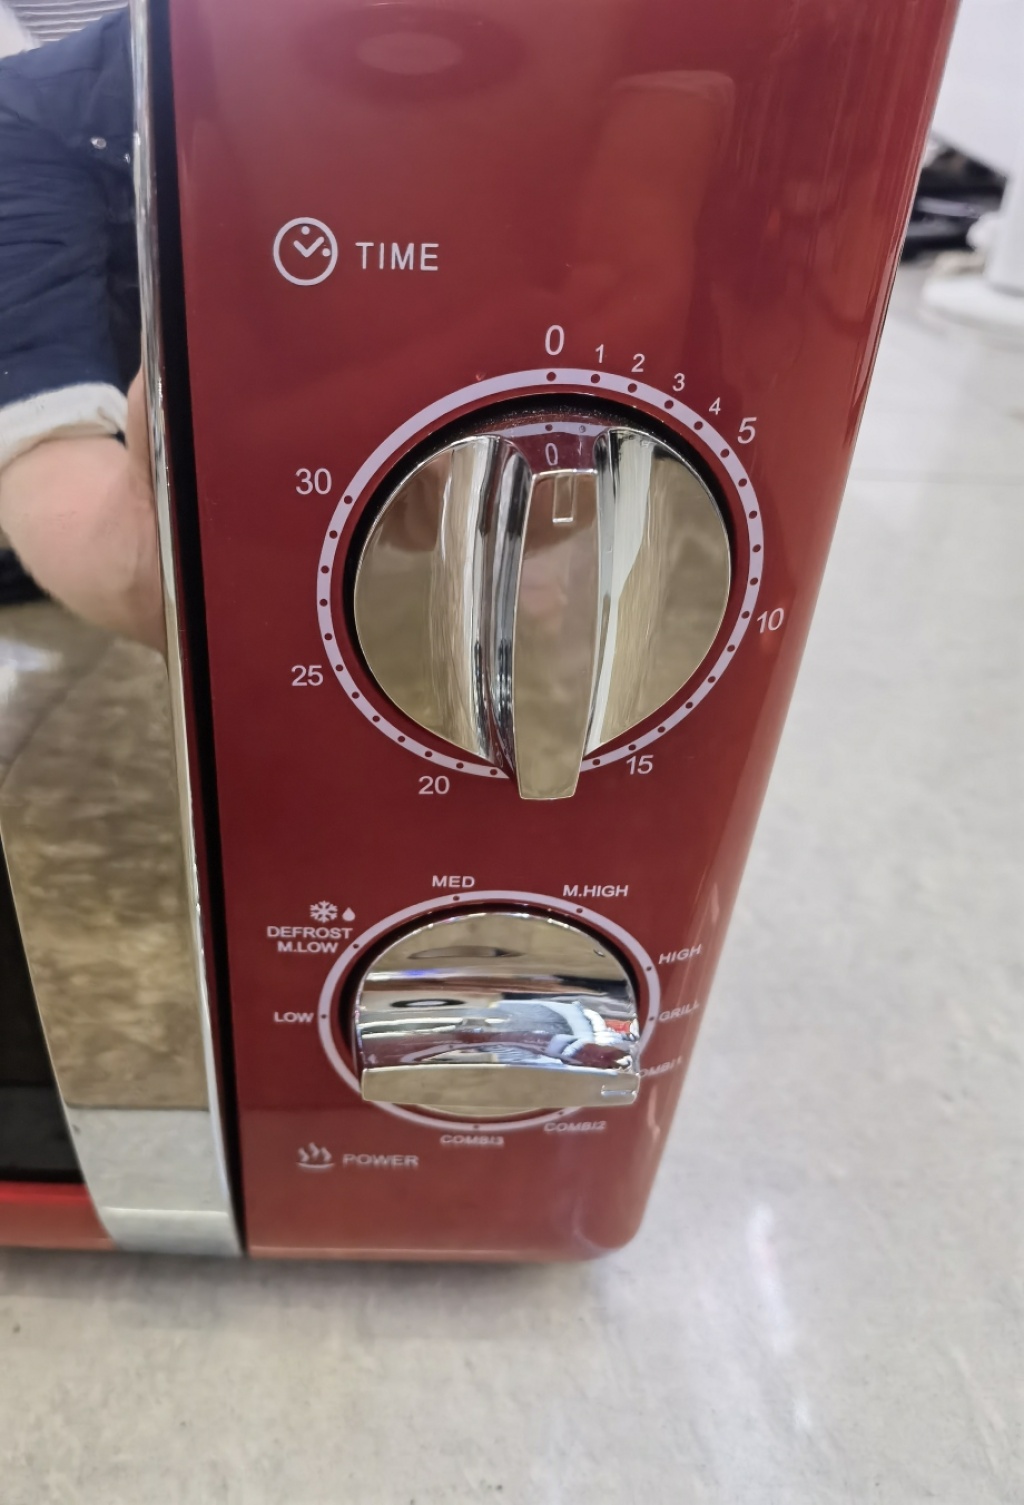 TIME
0
1
2
3
4
5
30
0
10
25
15
20
MED
M.HIGH
DEFROST
M.LOW
HIGH
LOW
GRILL
COMBI2
COMBI3
POWER